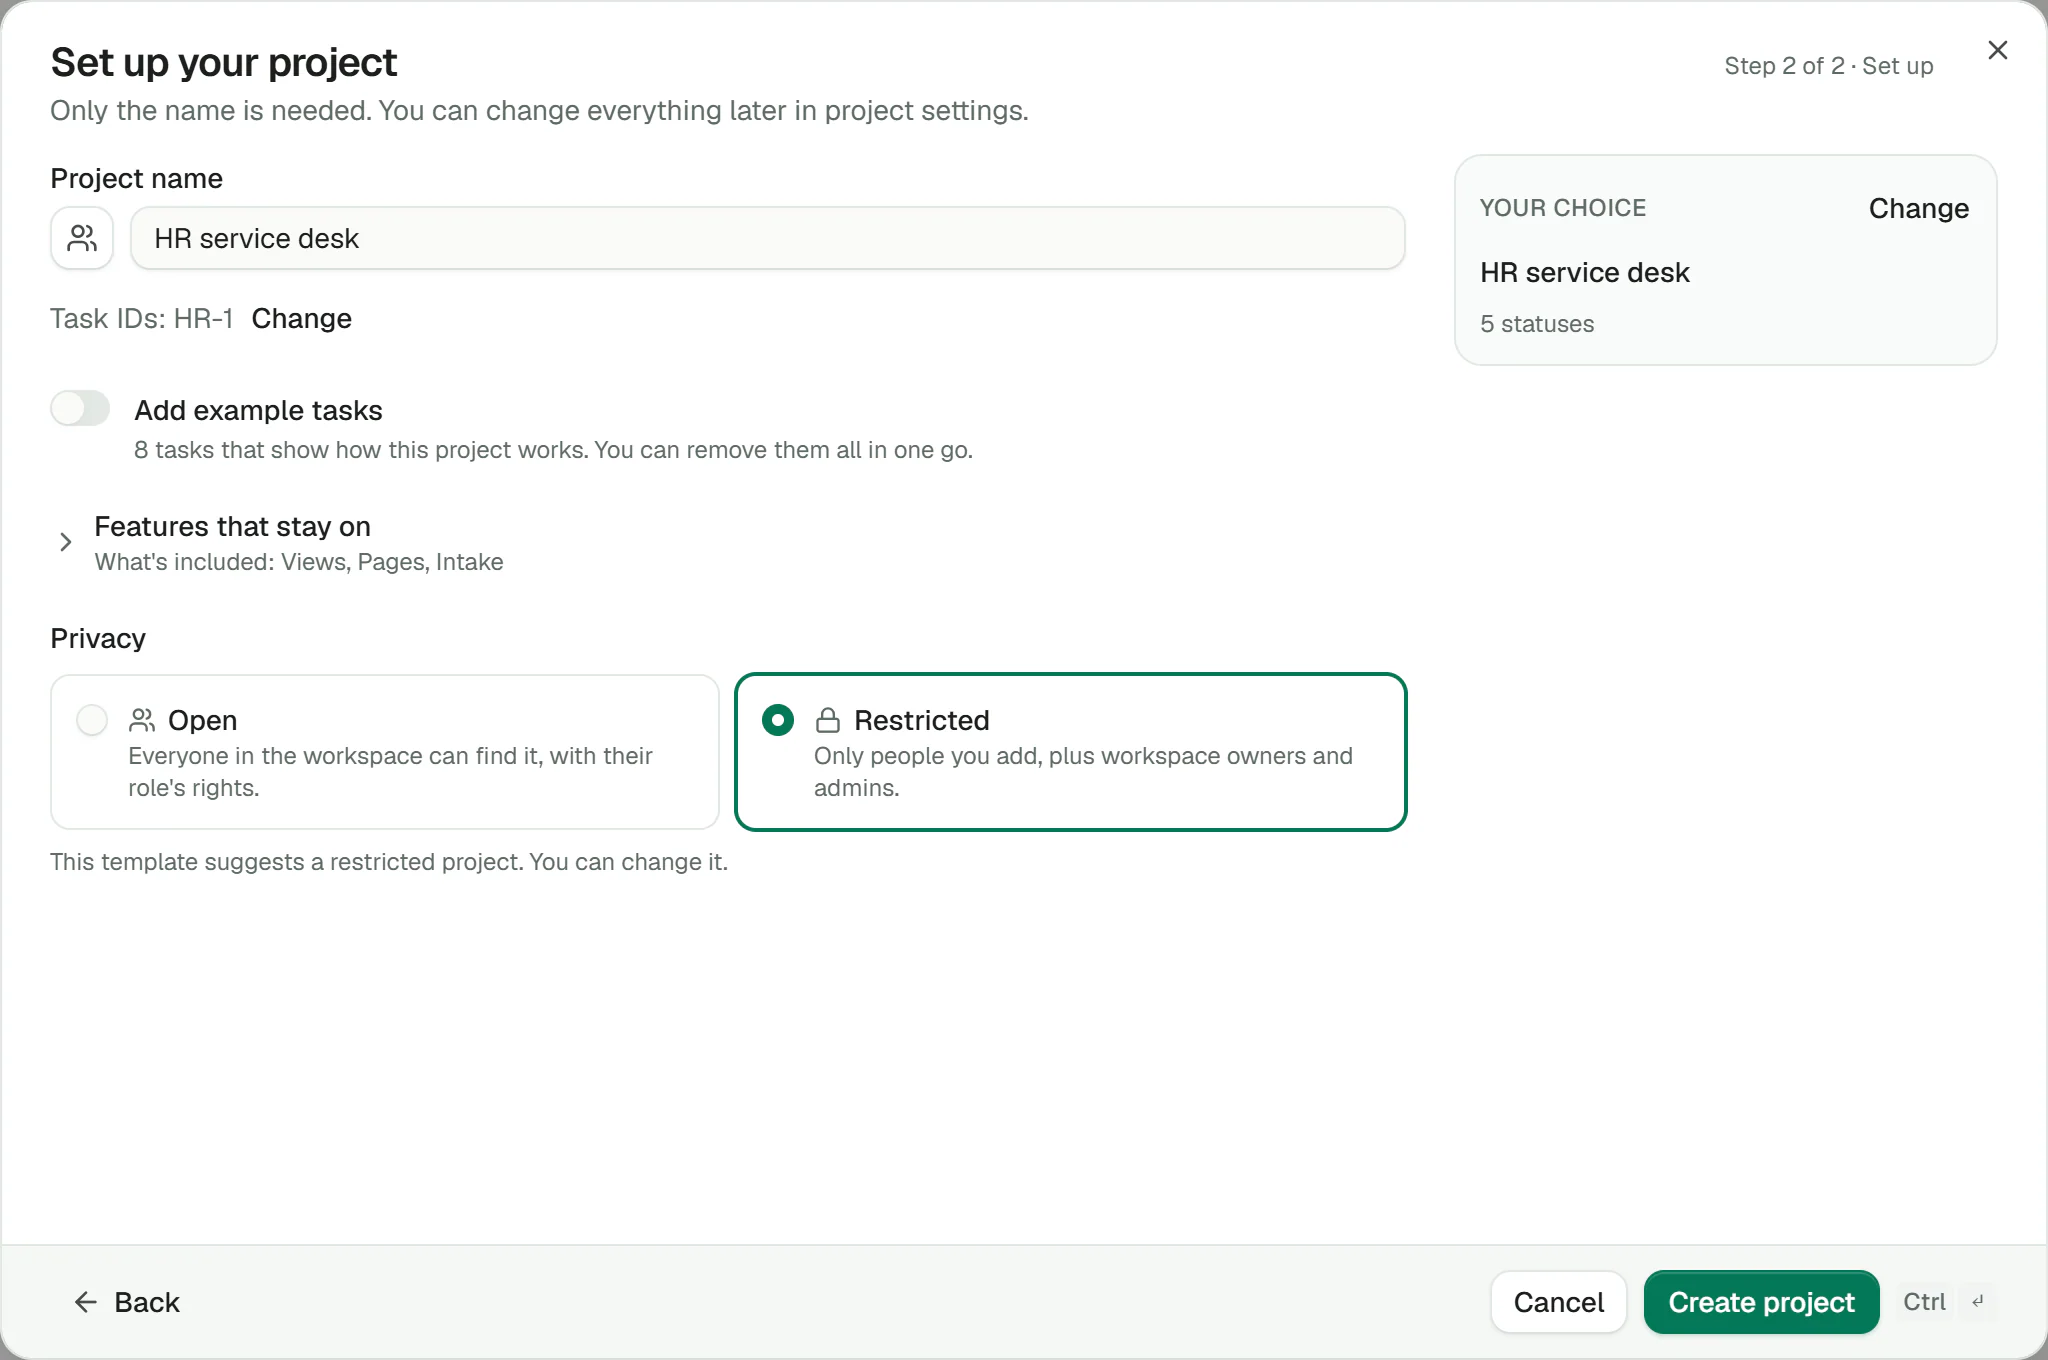 Set up your project
Step 2 of 2 · Set up
Only the name is needed. You can change everything later in project settings.
Project name
HR service desk
Task IDs: HR-1 Change
Add example tasks
8 tasks that show how this project works. You can remove them all in one go.
Features that stay on
What's included: Views, Pages, Intake
Privacy
Open
Everyone in the workspace can find it, with their
role's rights.
Restricted
Only people you add, plus workspace owners and
admins.
This template suggests a restricted project. You can change it.
YOUR CHOICE Change
HR service desk
5 statuses
Back
Cancel
Create project
Ctrl ↵